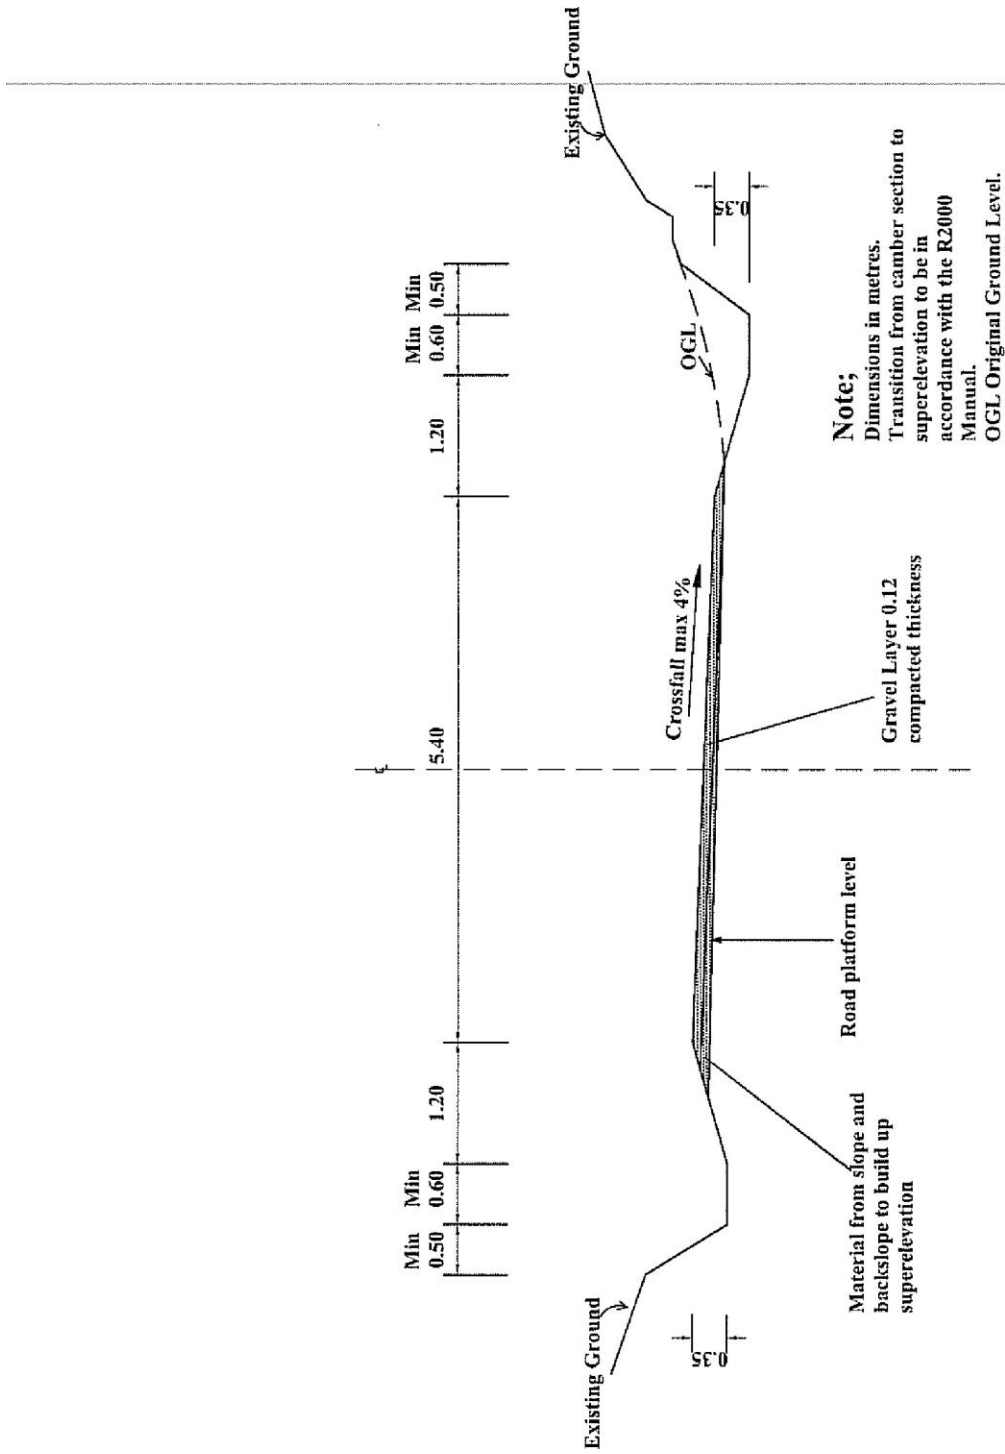 Min Min Min Min
0.50 0.60 1.20 5.40 1.20 0.60 0.50
Existing Ground
Existing Ground
Crossfall max 4%
OGL
0.35
0.35
Material from slope and
backslope to build up
superelevation
Road platform level
Gravel Layer 0.12
compacted thickness
Note;
Dimensions in metres.
Transition from camber section to
superelevation to be in
accordance with the R2000
Manual.
OGL Original Ground Level.